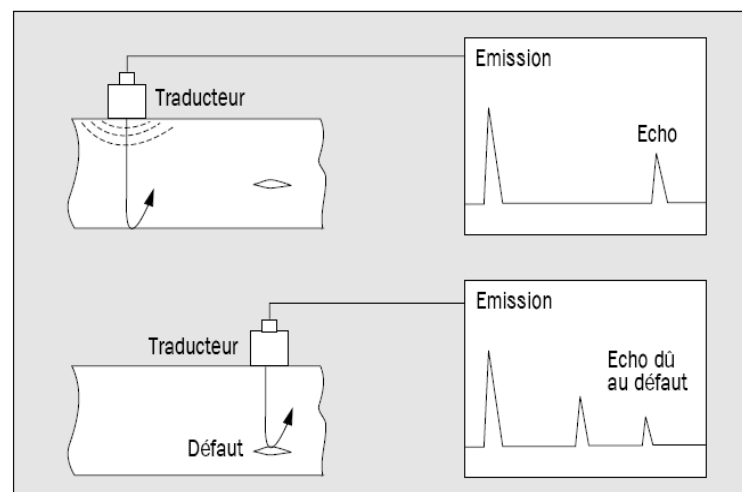 Emission
Traducteur
Echo
Emission
Traducteur
Echo dû
au défaut
Défaut